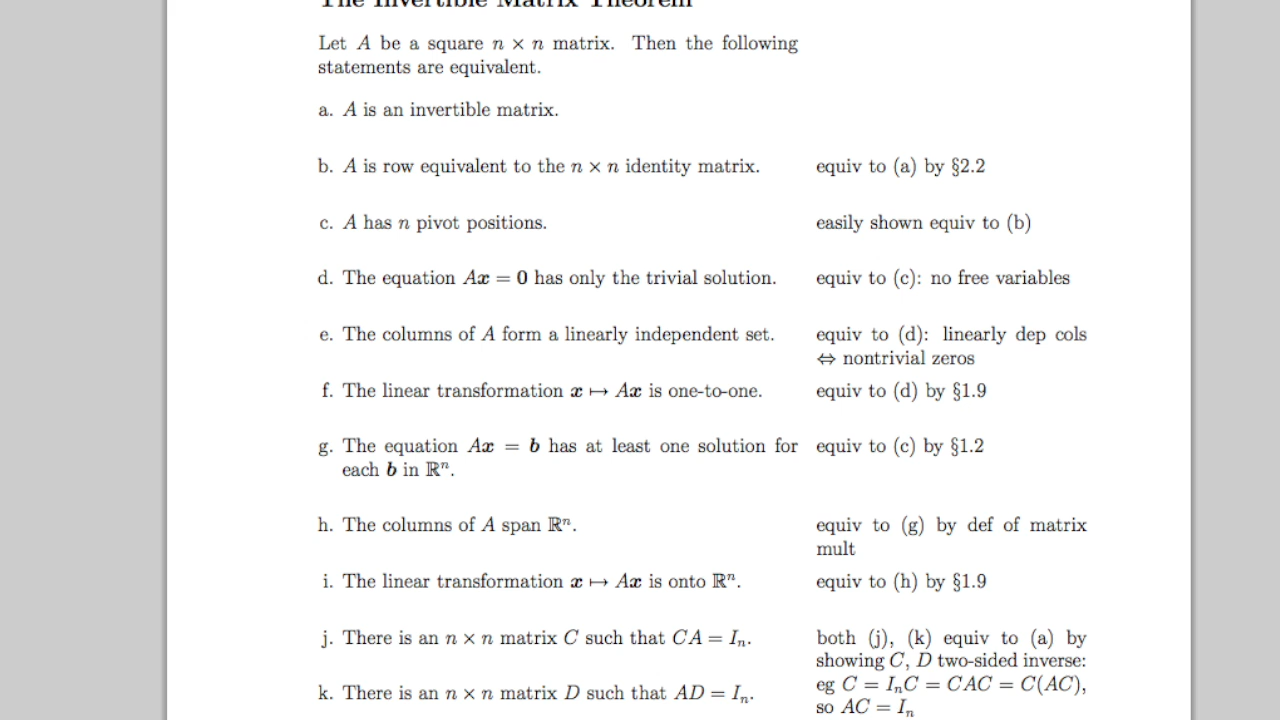 The Invertible Matrix Theorem
Let A be a square n × n matrix. Then the following
statements are equivalent.
a. A is an invertible matrix.
b. A is row equivalent to the n × n identity matrix. equiv to (a) by §2.2
c. A has n pivot positions. easily shown equiv to (b)
d. The equation Ax = 0 has only the trivial solution. equiv to (c): no free variables
e. The columns of A form a linearly independent set. equiv to (d): linearly dep cols
⇔ nontrivial zeros
f. The linear transformation x ↦ Ax is one-to-one. equiv to (d) by §1.9
g. The equation Ax = b has at least one solution for equiv to (c) by §1.2
each b in ℝⁿ.
h. The columns of A span ℝⁿ. equiv to (g) by def of matrix
mult
i. The linear transformation x ↦ Ax is onto ℝⁿ. equiv to (h) by §1.9
j. There is an n × n matrix C such that CA = Iₙ. both (j), (k) equiv to (a) by
showing C, D two-sided inverse:
k. There is an n × n matrix D such that AD = Iₙ. eg C = IₙC = CAC = C(AC),
so AC = Iₙ